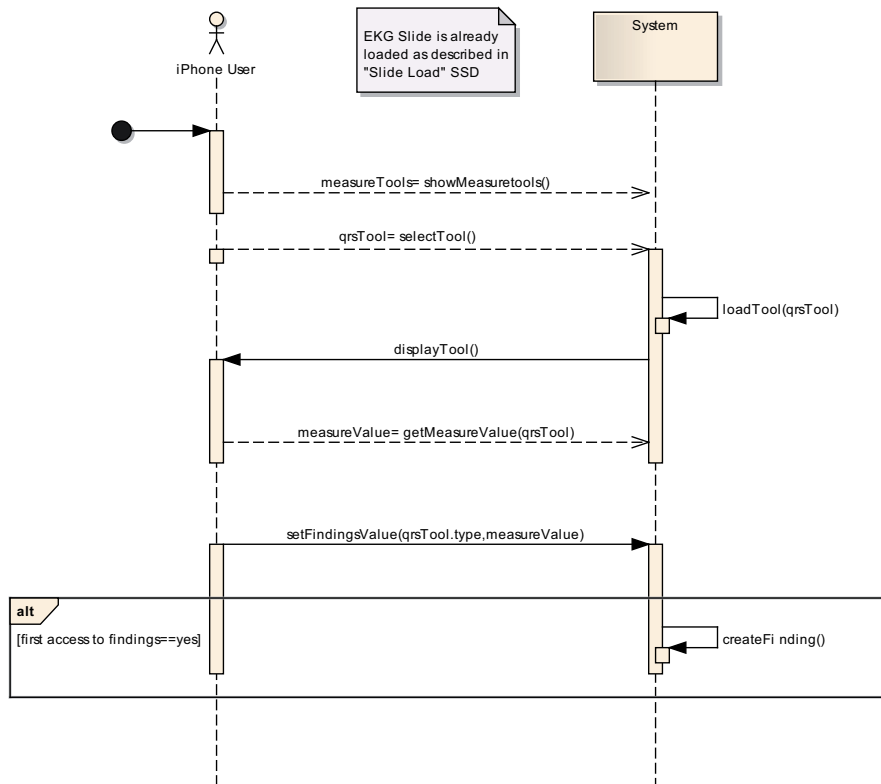 EKG Slide is already
loaded as described in
"Slide Load" SSD
System
iPhone User
measureTools= showMeasuretools()
qrsTool= selectTool()
loadTool(qrsTool)
displayTool()
measureValue= getMeasureValue(qrsTool)
setFindingsValue(qrsTool.type,measureValue)
alt
[first access to findings==yes]
createFi nding()